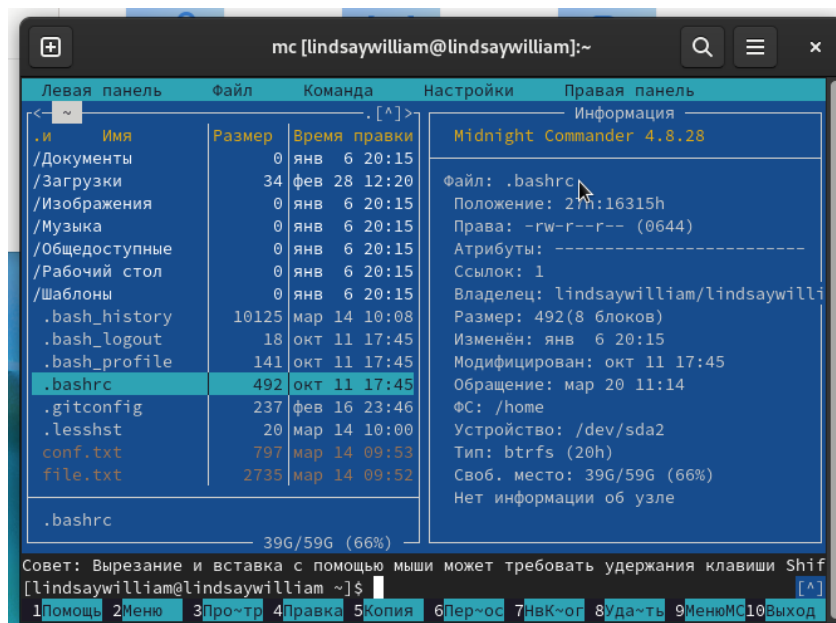 mc [lindsaywilliam@lindsaywilliam]:~
Левая панель Файл Команда Настройки Правая панель
<- ~ .[^]>
.и Имя Размер Время правки
/Документы 0 янв 6 20:15
/Загрузки 34 фев 28 12:20
/Изображения 0 янв 6 20:15
/Музыка 0 янв 6 20:15
/Общедоступные 0 янв 6 20:15
/Рабочий стол 0 янв 6 20:15
/Шаблоны 0 янв 6 20:15
.bash_history 10125 мар 14 10:08
.bash_logout 18 окт 11 17:45
.bash_profile 141 окт 11 17:45
.bashrc 492 окт 11 17:45
.gitconfig 237 фев 16 23:46
.lesshst 20 мар 14 10:00
conf.txt 797 мар 14 09:53
file.txt 2735 мар 14 09:52
.bashrc
39G/59G (66%)
Информация
Midnight Commander 4.8.28
Файл: .bashrc
Положение: :16315h
Права: -rw-r--r-- (0644)
Атрибуты: -------------------------
Ссылок: 1
Владелец: lindsaywilliam/lindsaywilli
Размер: 492(8 блоков)
Изменён: янв 6 20:15
Модифицирован: окт 11 17:45
Обращение: мар 20 11:14
ФС: /home
Устройство: /dev/sda2
Тип: btrfs (20h)
Своб. место: 39G/59G (66%)
Нет информации об узле
Совет: Вырезание и вставка с помощью мыши может требовать удержания клавиши Shif
[lindsaywilliam@lindsaywilliam ~]$ [^]
1Помощь 2Меню 3Про~тр 4Правка 5Копия 6Пер~ос 7НвК~ог 8Уда~ть 9МенюMC 10Выход